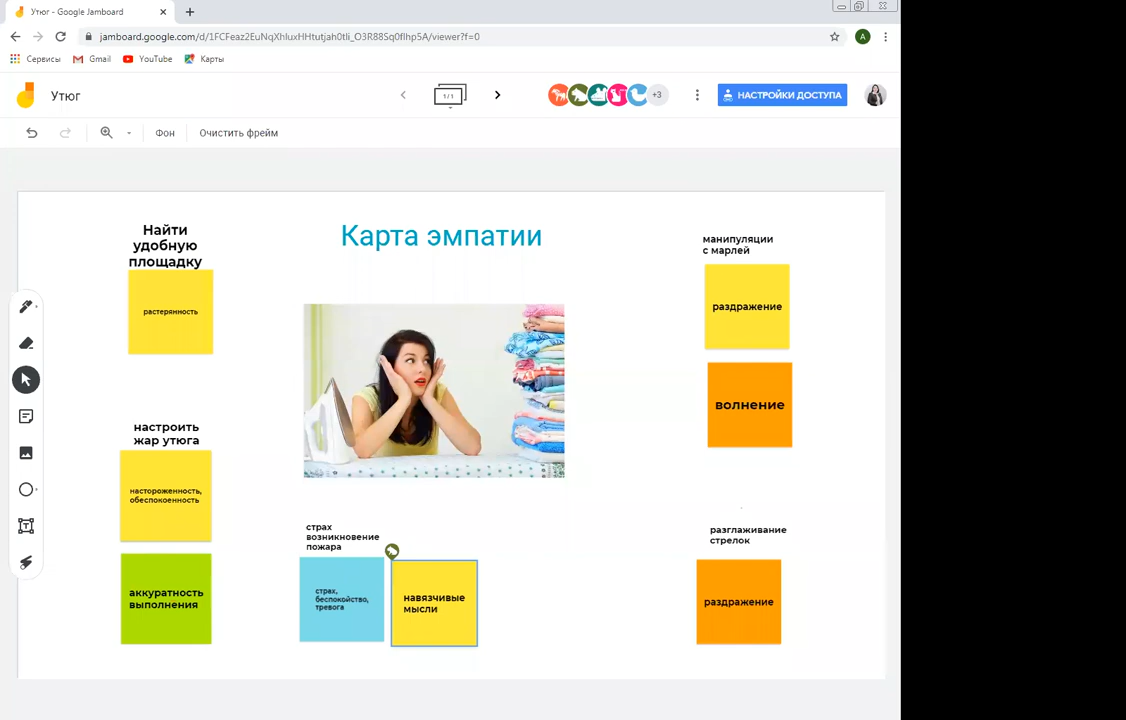 Утюг - Google Jamboard
jamboard.google.com/d/1FCFeaz2EuNqXhluxHHtutjah0tIi_O3R88Sq0flhp5A/viewer?f=0
A
Сервисы
Gmail
YouTube
Карты
Утюг
1/1
+3
НАСТРОЙКИ ДОСТУПА
Фон
Очистить фрейм
Карта эмпатии
Найти
удобную
площадку
растерянность
настроить
жар утюга
настороженность,
обеспокоенность
аккуратность
выполнения
страх
возникновение
пожара
страх,
беспокойство,
тревога
навязчивые
мысли
манипуляции
с марлей
раздражение
волнение
разглаживание
стрелок
раздражение